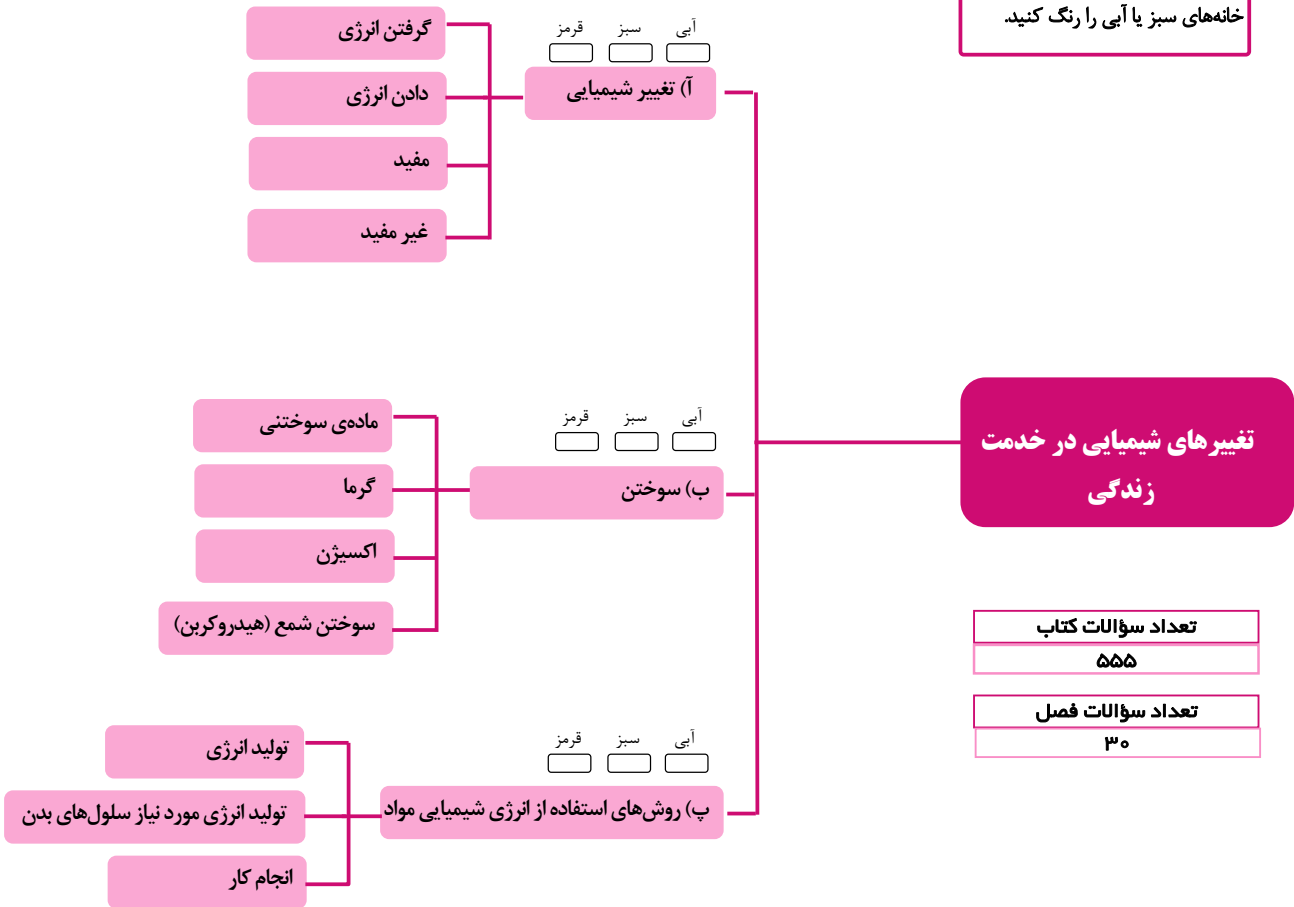 خانه‌های سبز یا آبی را رنگ کنید.
تغییرهای شیمیایی در خدمت
زندگی
تعداد سؤالات کتاب
۵۵۵
تعداد سؤالات فصل
۳۰
آبی سبز قرمز
آ) تغییر شیمیایی
گرفتن انرژی
دادن انرژی
مفید
غیر مفید
آبی سبز قرمز
ب) سوختن
ماده‌ی سوختنی
گرما
اکسیژن
سوختن شمع (هیدروکربن)
آبی سبز قرمز
پ) روش‌های استفاده از انرژی شیمیایی مواد
تولید انرژی
تولید انرژی مورد نیاز سلول‌های بدن
انجام کار